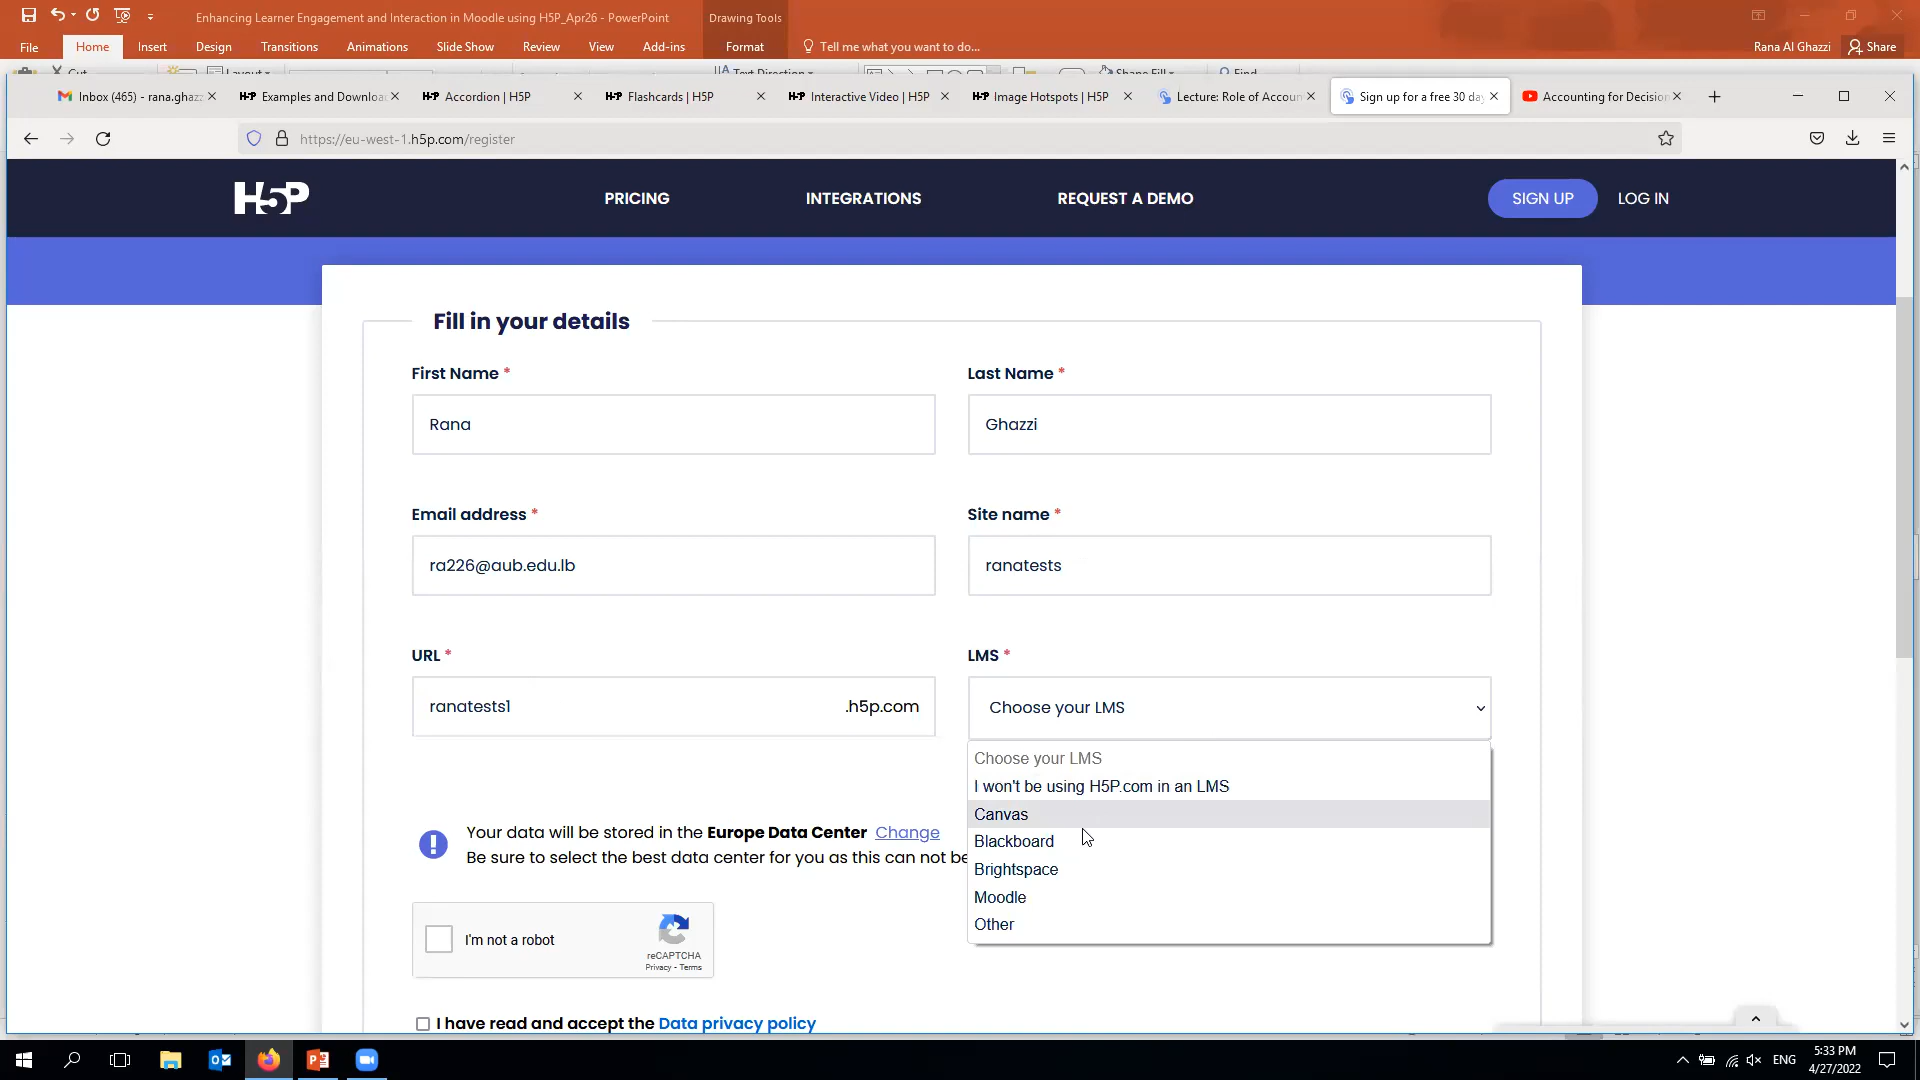 Enhancing Learner Engagement and Interaction in Moodle using H5P_Apr26 - PowerPoint
Drawing Tools
File
Home
Insert
Design
Transitions
Animations
Slide Show
Review
View
Add-ins
Format
Tell me what you want to do...
Rana Al Ghazzi
Share
Inbox (465) - rana.ghaz
H5P Examples and Downloa
H5P Accordion | H5P
H5P Flashcards | H5P
H5P Interactive Video | H5P
H5P Image Hotspots | H5P
Lecture: Role of Accoun
Sign up for a free 30 da
Accounting for Decision
https://eu-west-1.h5p.com/register
H5P
PRICING
INTEGRATIONS
REQUEST A DEMO
SIGN UP
LOG IN
Fill in your details
First Name *
Last Name *
Rana
Ghazzi
Email address *
Site name *
ra226@aub.edu.lb
ranatests
URL *
LMS *
ranatests1
.h5p.com
Choose your LMS
Choose your LMS
I won't be using H5P.com in an LMS
Canvas
Blackboard
Brightspace
Moodle
Other
Your data will be stored in the Europe Data Center Change
Be sure to select the best data center for you as this can not be
I'm not a robot
reCAPTCHA
Privacy - Terms
I have read and accept the Data privacy policy
ENG
5:33 PM
4/27/2022